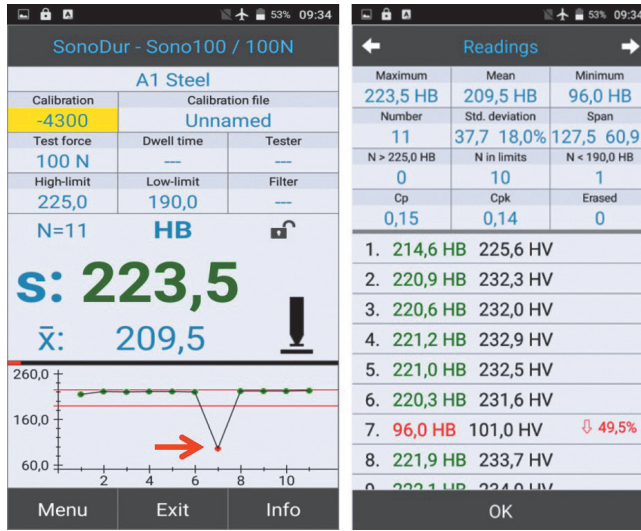 53% 09:34
SonoDur - Sono100 / 100N
A1 Steel
Calibration Calibration file
-4300 Unnamed
Test force Dwell time Tester
100 N --- ---
High-limit Low-limit Filter
225,0 190,0 ---
N=11 HB
s: 223,5
x̄: 209,5
260,0
160,0
60,0
2 4 6 8 10
Menu Exit Info
53% 09:34
Readings
Maximum Mean Minimum
223,5 HB 209,5 HB 96,0 HB
Number Std. deviation Span
11 37,7 18,0% 127,5 60,9
N > 225,0 HB N in limits N < 190,0 HB
0 10 1
Cp Cpk Erased
0,15 0,14 0
1. 214,6 HB 225,6 HV
2. 220,9 HB 232,3 HV
3. 220,6 HB 232,0 HV
4. 221,2 HB 232,9 HV
5. 221,0 HB 232,5 HV
6. 220,3 HB 231,6 HV
7. 96,0 HB 101,0 HV ⇩ 49,5%
8. 221,9 HB 233,7 HV
OK